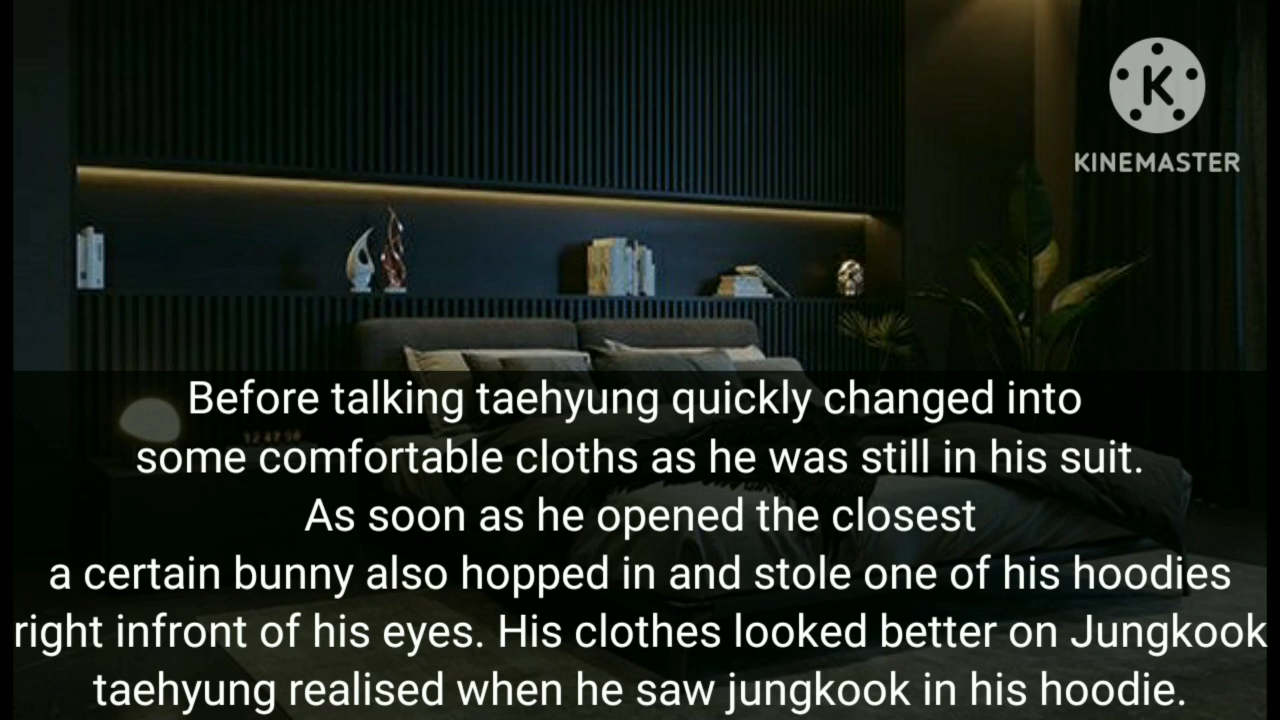 KINEMASTER
Before talking taehyung quickly changed into
some comfortable cloths as he was still in his suit.
As soon as he opened the closest
a certain bunny also hopped in and stole one of his hoodies
right infront of his eyes. His clothes looked better on Jungkook
taehyung realised when he saw jungkook in his hoodie.